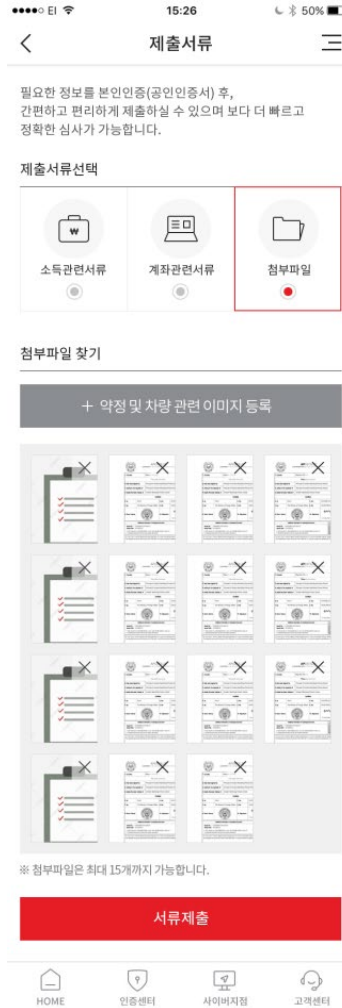 EI
15:26
50%
제출서류
필요한 정보를 본인인증(공인인증서) 후,
간편하고 편리하게 제출하실 수 있으며 보다 더 빠르고
정확한 심사가 가능합니다.
제출서류선택
소득관련서류
계좌관련서류
첨부파일
첨부파일 찾기
+ 약정 및 차량 관련 이미지 등록
※ 첨부파일은 최대 15개까지 가능합니다.
서류제출
HOME
인증센터
사이버지점
고객센터